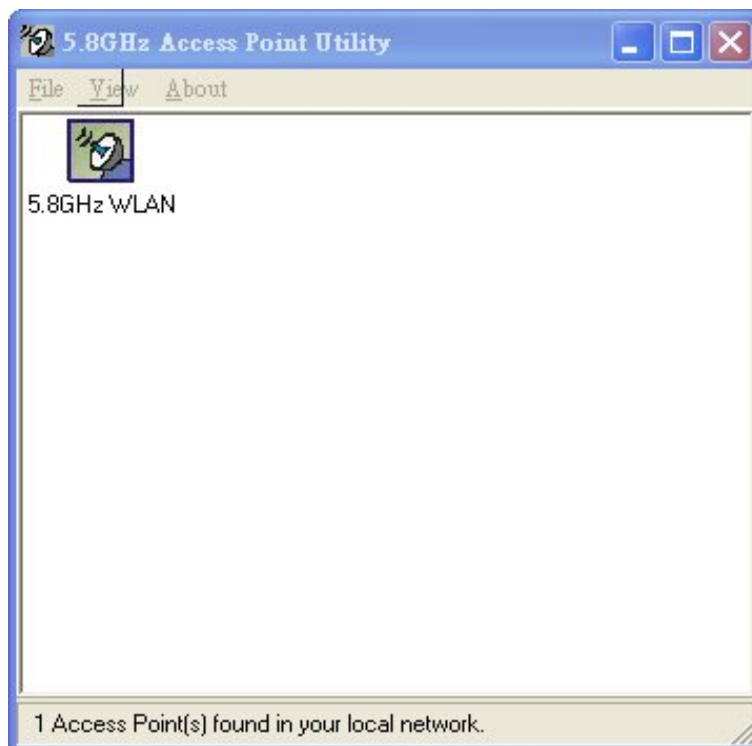 5.8GHz Access Point Utility
File View About
5.8GHz WLAN
1 Access Point(s) found in your local network.